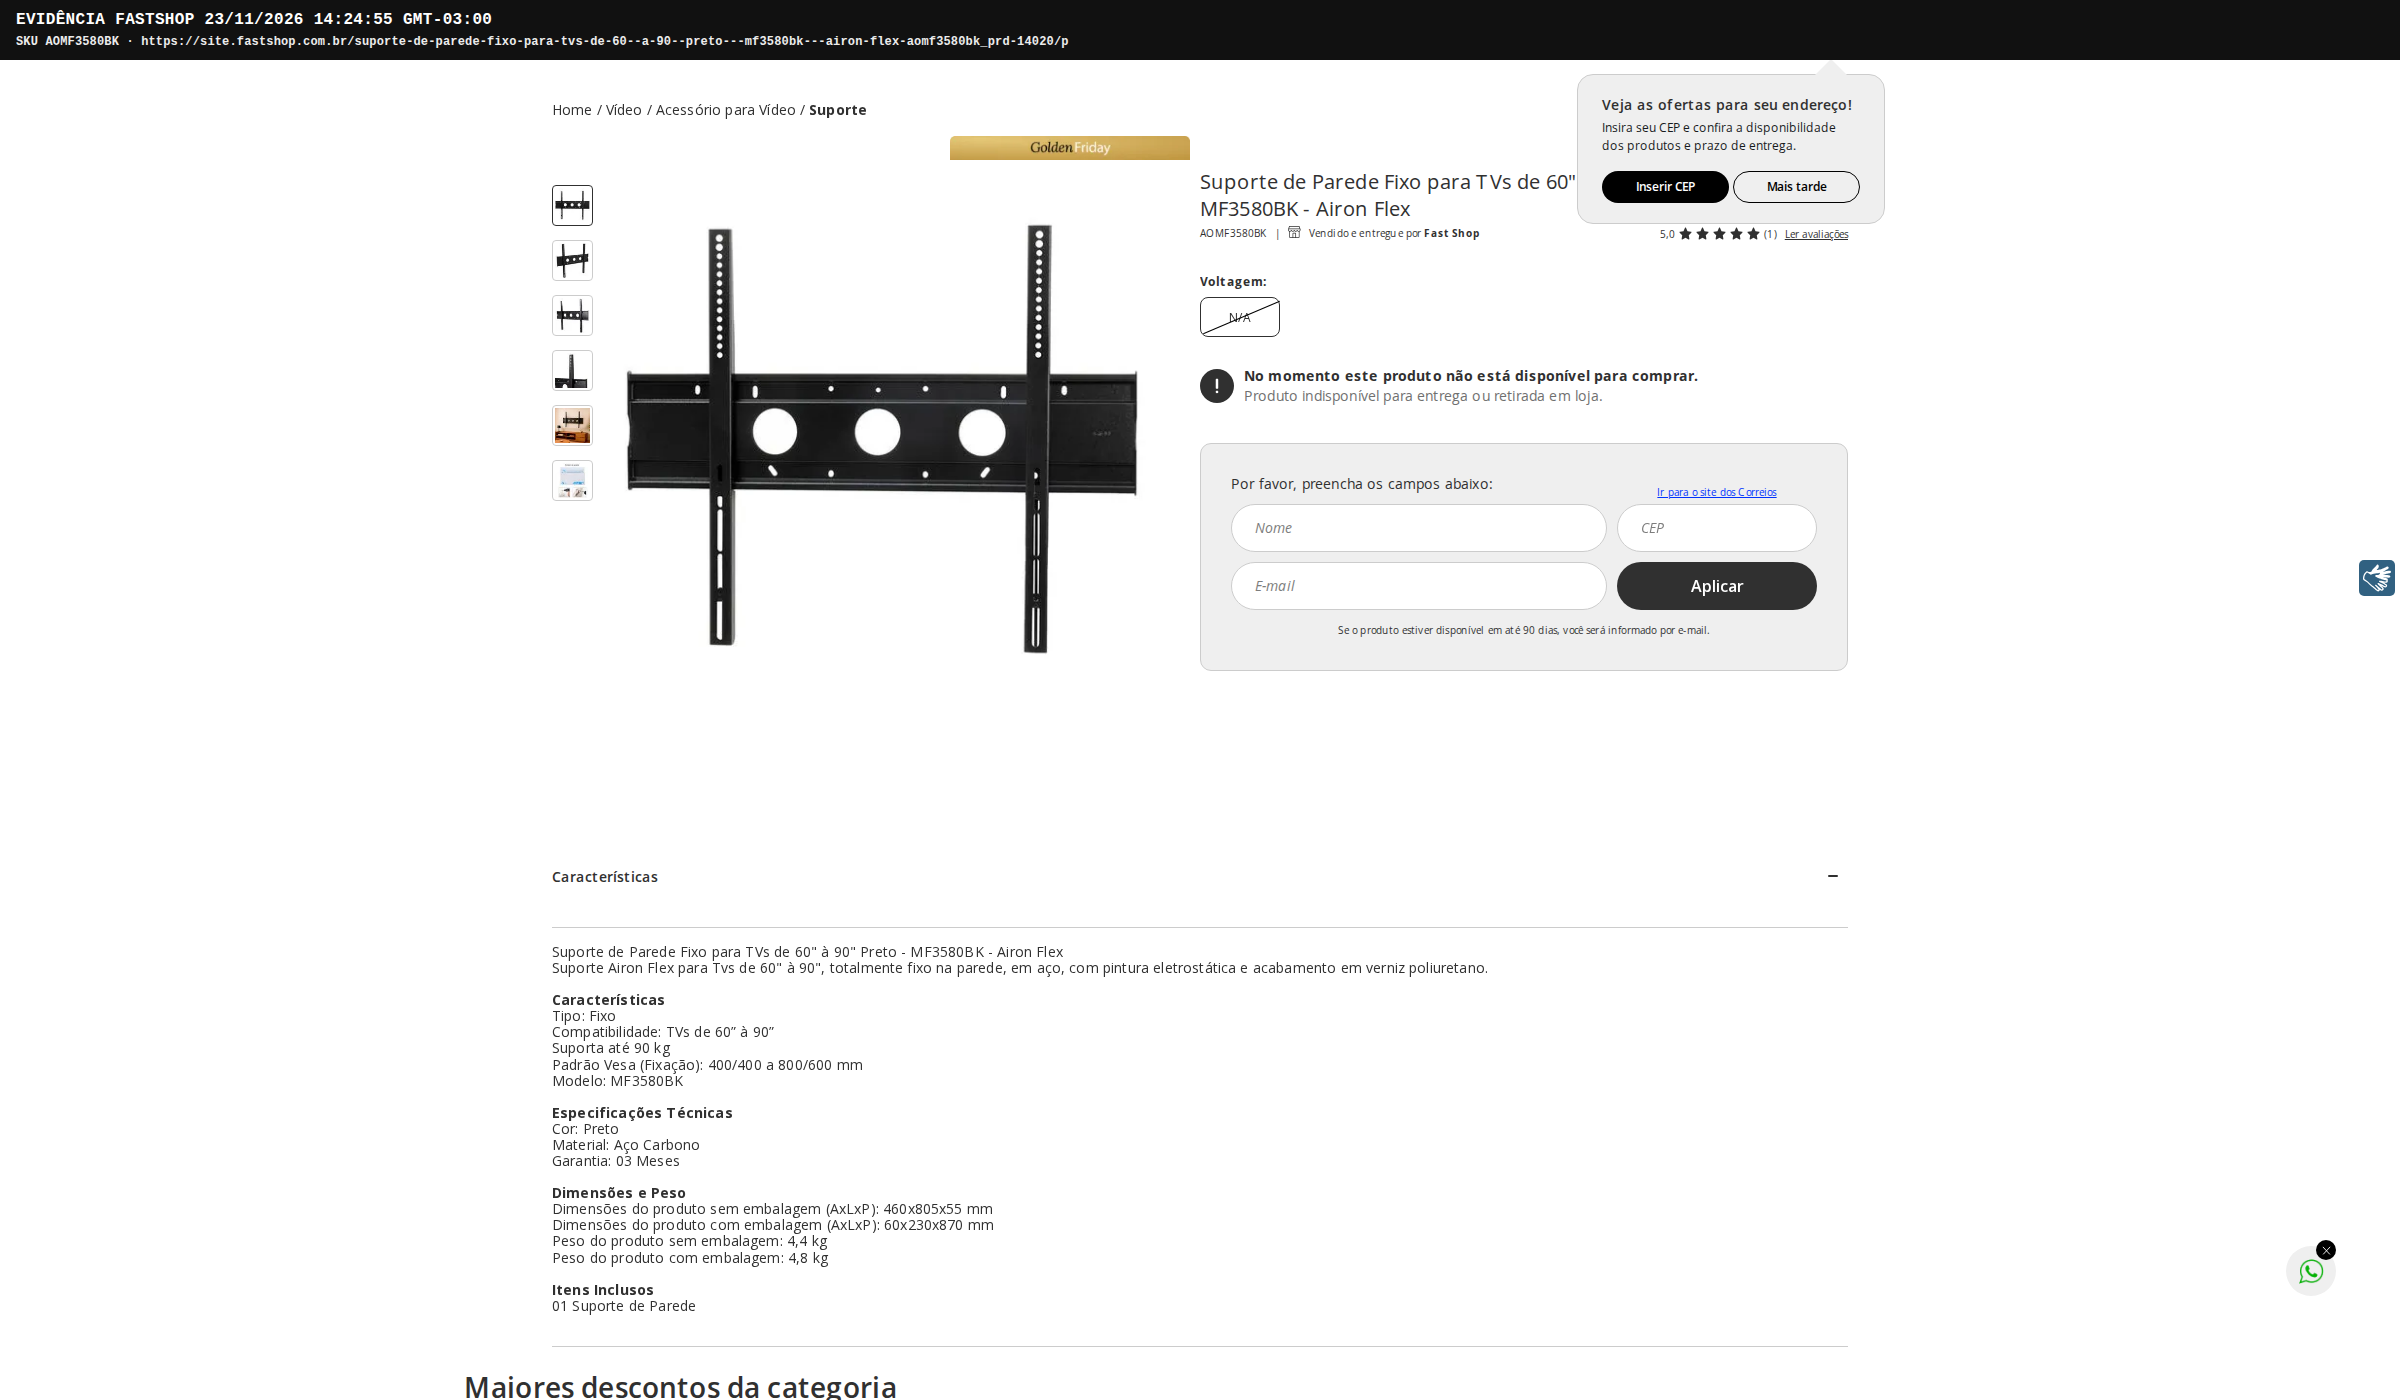 EVIDÊNCIA FASTSHOP 23/11/2026 14:24:55 GMT-03:00
SKU AOMF3580BK · https://site.fastshop.com.br/suporte-de-parede-fixo-para-tvs-de-60--a-90--preto---mf3580bk---airon-flex-aomf3580bk_prd-14020/p
Home / Vídeo / Acessório para Vídeo / Suporte
Veja as ofertas para seu endereço!
Insira seu CEP e confira a disponibilidade
dos produtos e prazo de entrega.
Inserir CEP
Mais tarde
Golden Friday
Suporte de Parede Fixo para TVs de 60"
MF3580BK - Airon Flex
AOMF3580BK | Vendido e entregue por Fast Shop
5,0 (1) Ler avaliações
Voltagem:
N/A
No momento este produto não está disponível para comprar.
Produto indisponível para entrega ou retirada em loja.
Por favor, preencha os campos abaixo:
Ir para o site dos Correios
Nome
CEP
E-mail
Aplicar
Se o produto estiver disponível em até 90 dias, você será informado por e-mail.
Características
Suporte de Parede Fixo para TVs de 60" à 90" Preto - MF3580BK - Airon Flex
Suporte Airon Flex para Tvs de 60" à 90", totalmente fixo na parede, em aço, com pintura eletrostática e acabamento em verniz poliuretano.
Características
Tipo: Fixo
Compatibilidade: TVs de 60” à 90”
Suporta até 90 kg
Padrão Vesa (Fixação): 400/400 a 800/600 mm
Modelo: MF3580BK
Especificações Técnicas
Cor: Preto
Material: Aço Carbono
Garantia: 03 Meses
Dimensões e Peso
Dimensões do produto sem embalagem (AxLxP): 460x805x55 mm
Dimensões do produto com embalagem (AxLxP): 60x230x870 mm
Peso do produto sem embalagem: 4,4 kg
Peso do produto com embalagem: 4,8 kg
Itens Inclusos
01 Suporte de Parede
Maiores descontos da categoria